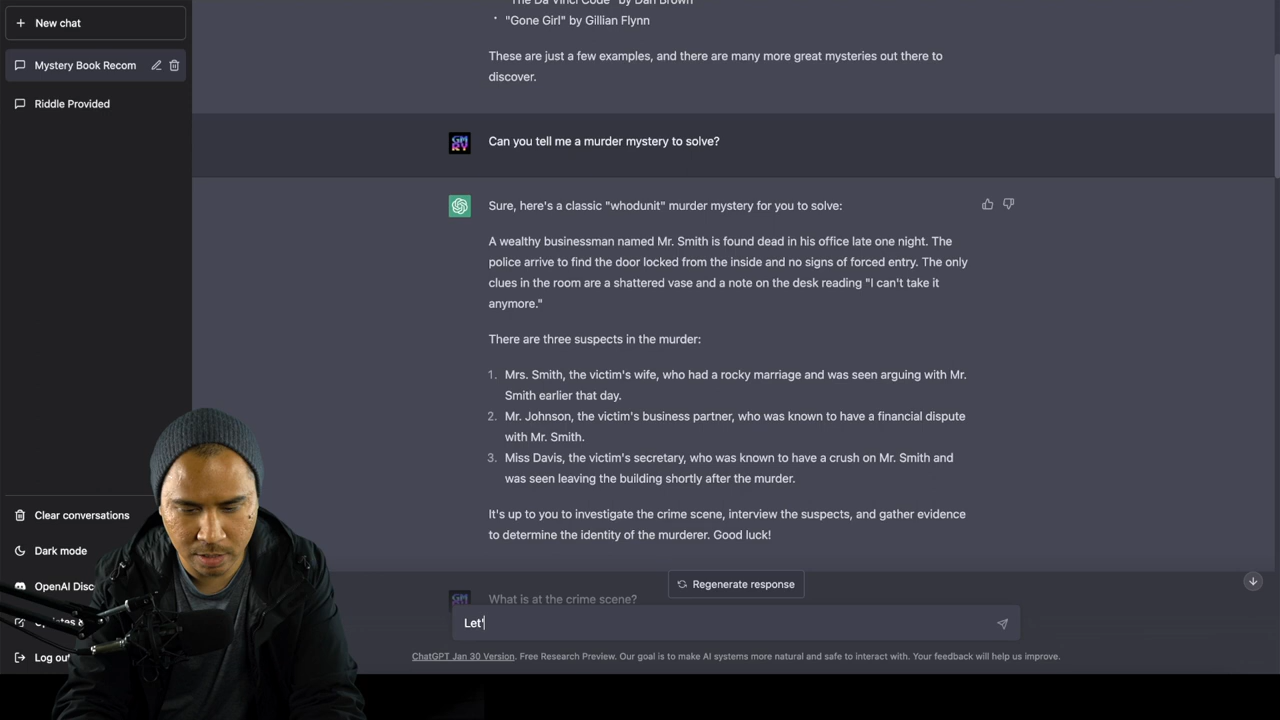 New chat
Mystery Book Recom
Riddle Provided
Clear conversations
Dark mode
OpenAI Disc
Log out
"The Da Vinci Code" by Dan Brown
"Gone Girl" by Gillian Flynn
These are just a few examples, and there are many more great mysteries out there to
discover.
Can you tell me a murder mystery to solve?
Sure, here's a classic "whodunit" murder mystery for you to solve:
A wealthy businessman named Mr. Smith is found dead in his office late one night. The
police arrive to find the door locked from the inside and no signs of forced entry. The only
clues in the room are a shattered vase and a note on the desk reading "I can't take it
anymore."
There are three suspects in the murder:
1. Mrs. Smith, the victim's wife, who had a rocky marriage and was seen arguing with Mr.
Smith earlier that day.
2. Mr. Johnson, the victim's business partner, who was known to have a financial dispute
with Mr. Smith.
3. Miss Davis, the victim's secretary, who was known to have a crush on Mr. Smith and
was seen leaving the building shortly after the murder.
It's up to you to investigate the crime scene, interview the suspects, and gather evidence
to determine the identity of the murderer. Good luck!
Regenerate response
What is at the crime scene?
Let'
ChatGPT Jan 30 Version. Free Research Preview. Our goal is to make AI systems more natural and safe to interact with. Your feedback will help us improve.